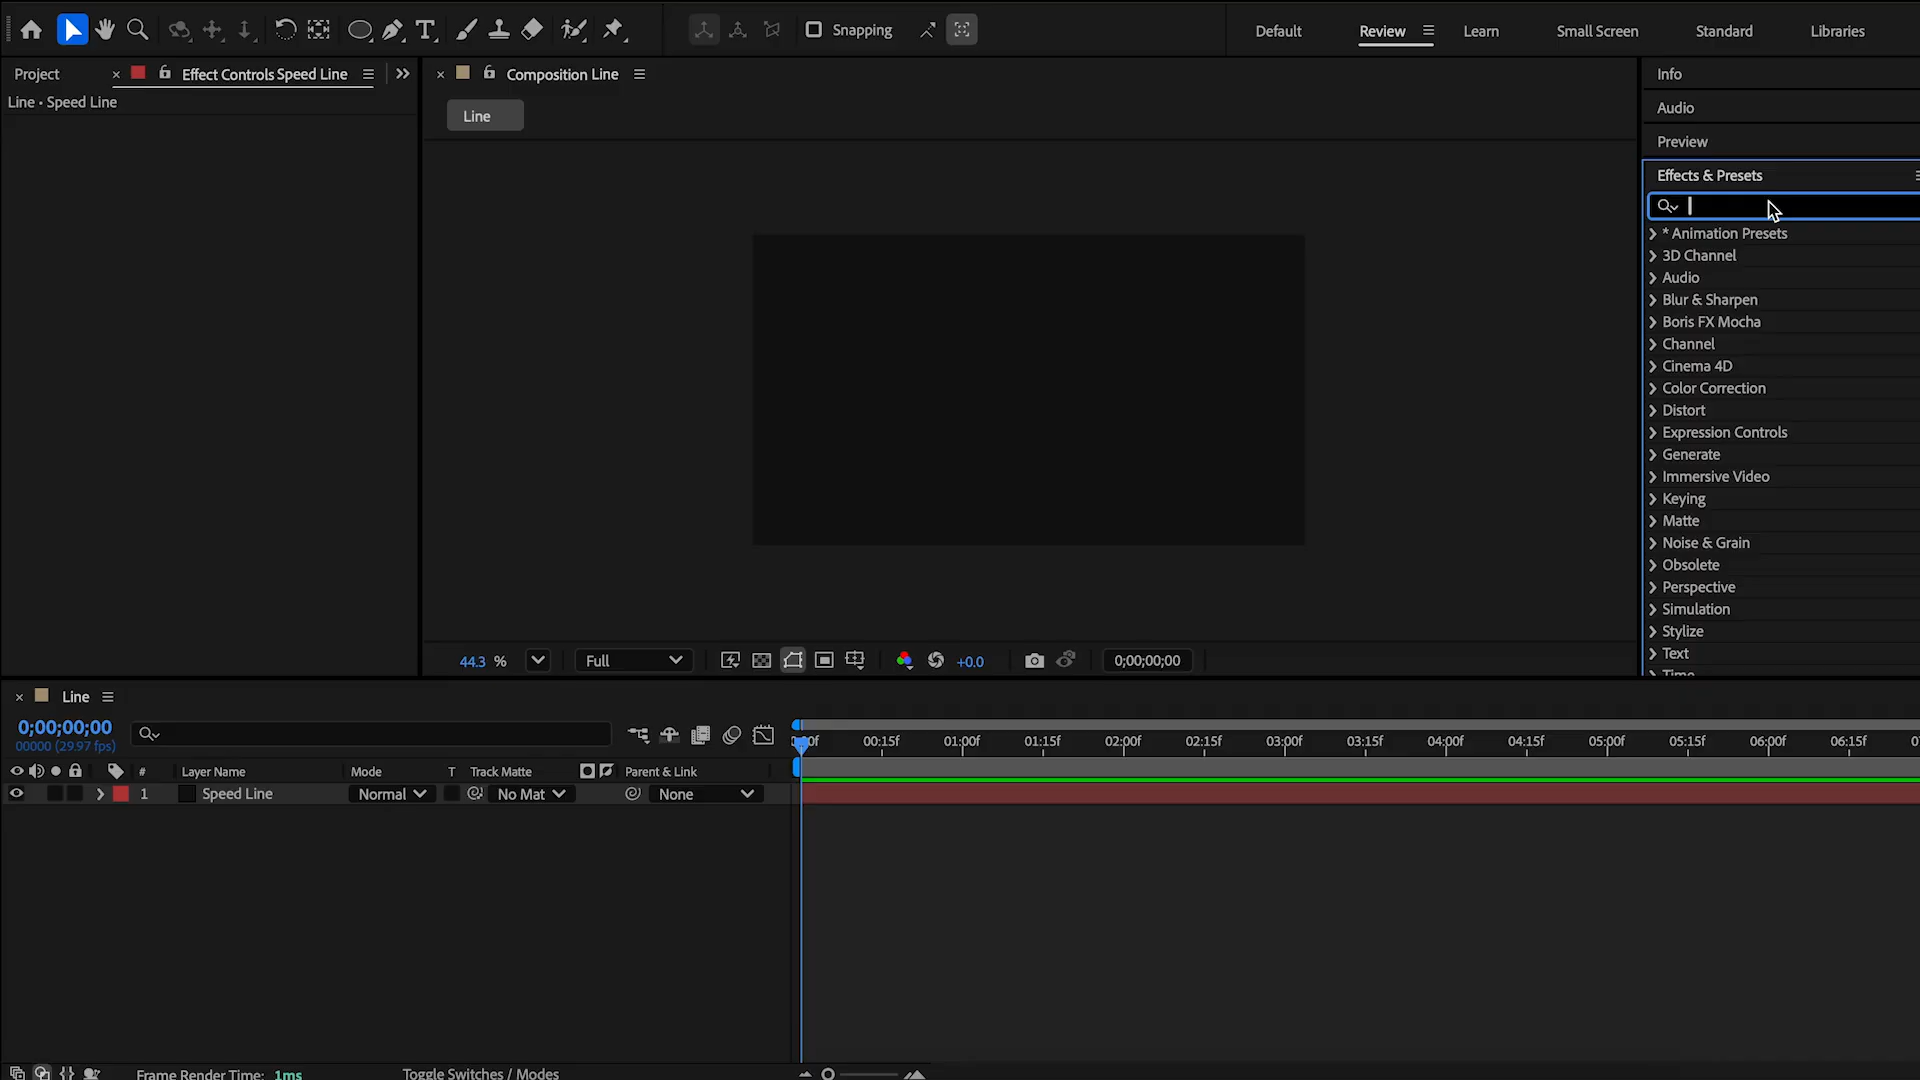 Snapping
Default
Review
Learn
Small Screen
Standard
Libraries
Project
Effect Controls Speed Line
Line • Speed Line
Composition Line
Line
Info
Audio
Preview
Effects & Presets
* Animation Presets
3D Channel
Audio
Blur & Sharpen
Boris FX Mocha
Channel
Cinema 4D
Color Correction
Distort
Expression Controls
Generate
Immersive Video
Keying
Matte
Noise & Grain
Obsolete
Perspective
Simulation
Stylize
Text
Time
44.3 %
Full
+0.0
0;00;00;00
Line
0;00;00;00
00000 (29.97 fps)
00:15f 01:00f 01:15f 02:00f 02:15f 03:00f 03:15f 04:00f 04:15f 05:00f 05:15f 06:00f 06:15f
# Layer Name Mode T Track Matte Parent & Link
1 Speed Line Normal No Mat None
Frame Render Time: 1ms
Toggle Switches / Modes